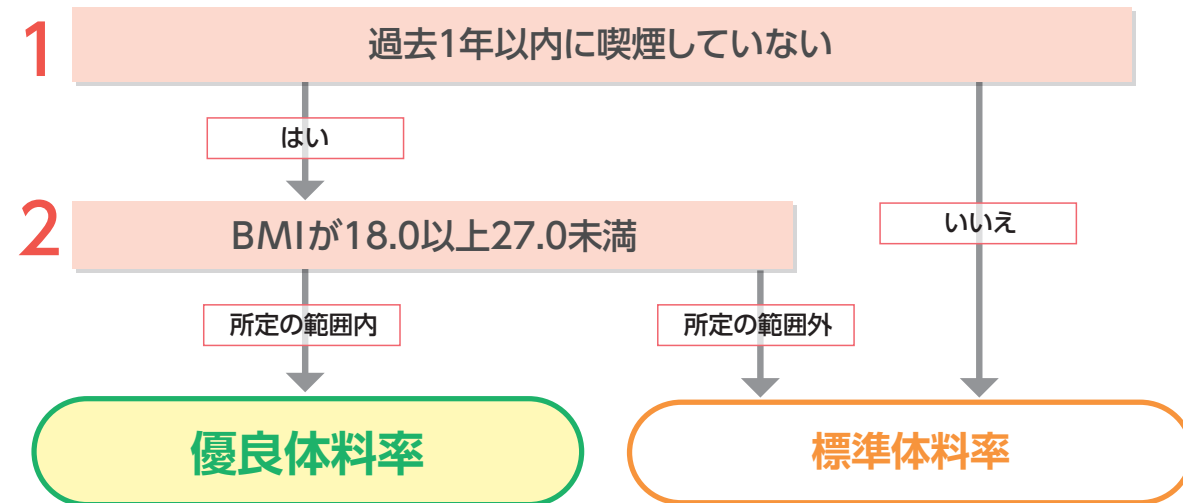 1
過去1年以内に喫煙していない
はい
いいえ
2
BMIが18.0以上27.0未満
所定の範囲内
所定の範囲外
優良体料率
標準体料率